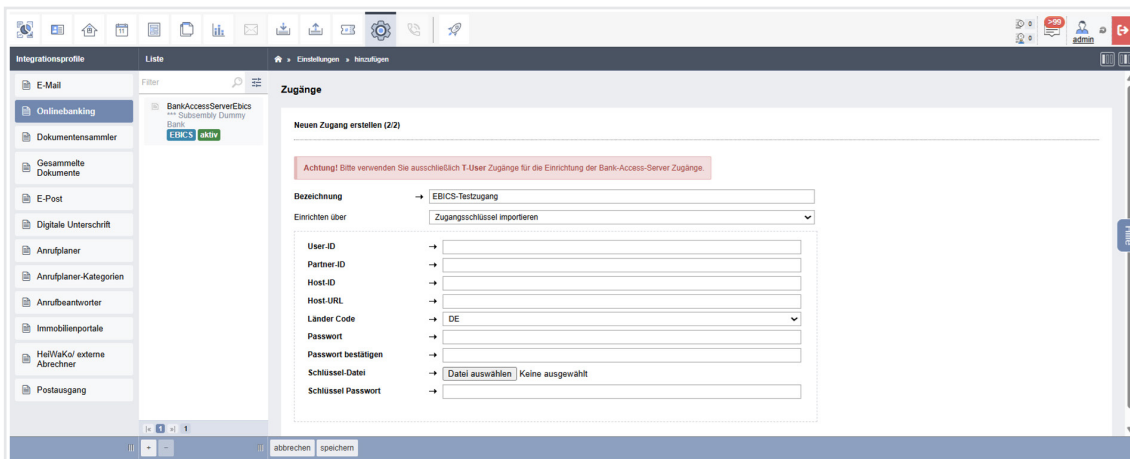 0
>99
0
admin
Integrationsprofile
Liste
» Einstellungen » hinzufügen
E-Mail
Onlinebanking
Dokumentensammler
Gesammelte
Dokumente
E-Post
Digitale Unterschrift
Anrufplaner
Anrufplaner-Kategorien
Anrufbeantworter
Immobilienportale
HeiWaKo/ externe
Abrechner
Postausgang
Filter
BankAccessServerEbics
*** Subsembly Dummy
Bank
EBICS aktiv
1 1
Zugänge
Neuen Zugang erstellen (2/2)
Achtung! Bitte verwenden Sie ausschließlich T-User Zugänge für die Einrichtung der Bank-Access-Server Zugänge.
Bezeichnung → EBICS-Testzugang
Einrichten über Zugangsschlüssel importieren
User-ID →
Partner-ID →
Host-ID →
Host-URL →
Länder Code → DE
Passwort →
Passwort bestätigen →
Schlüssel-Datei → Datei auswählen Keine ausgewählt
Schlüssel Passwort →
Hilfe
+ −
abbrechen speichern